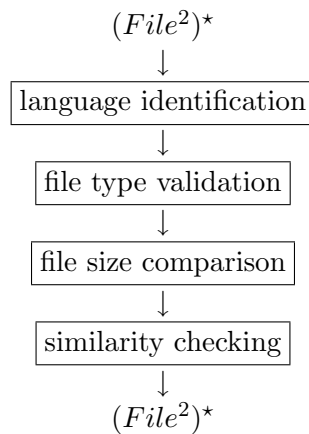 (File²)*
↓
language identification
↓
file type validation
↓
file size comparison
↓
similarity checking
↓
(File²)*